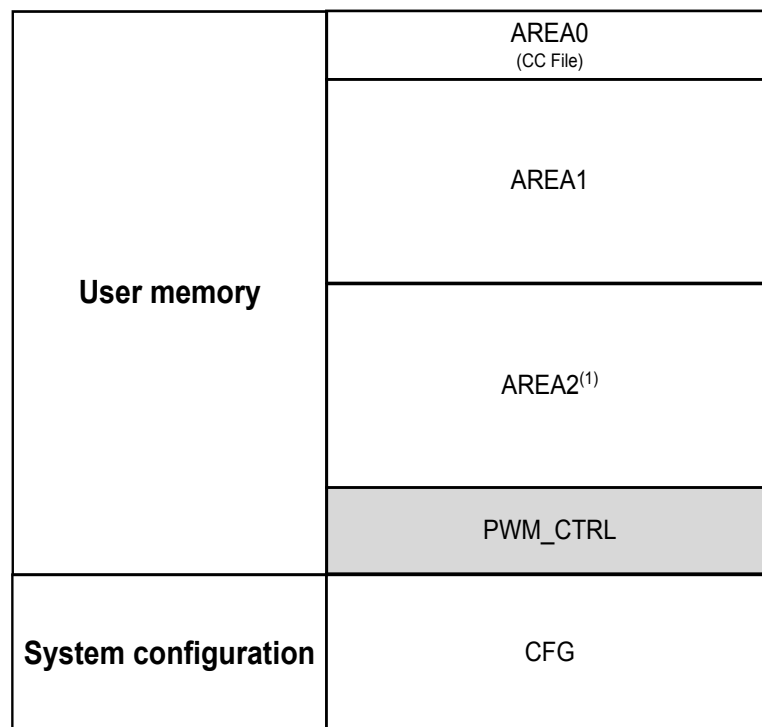 AREA0
(CC File)
AREA1
User memory
AREA2(1)
PWM_CTRL
System configuration
CFG